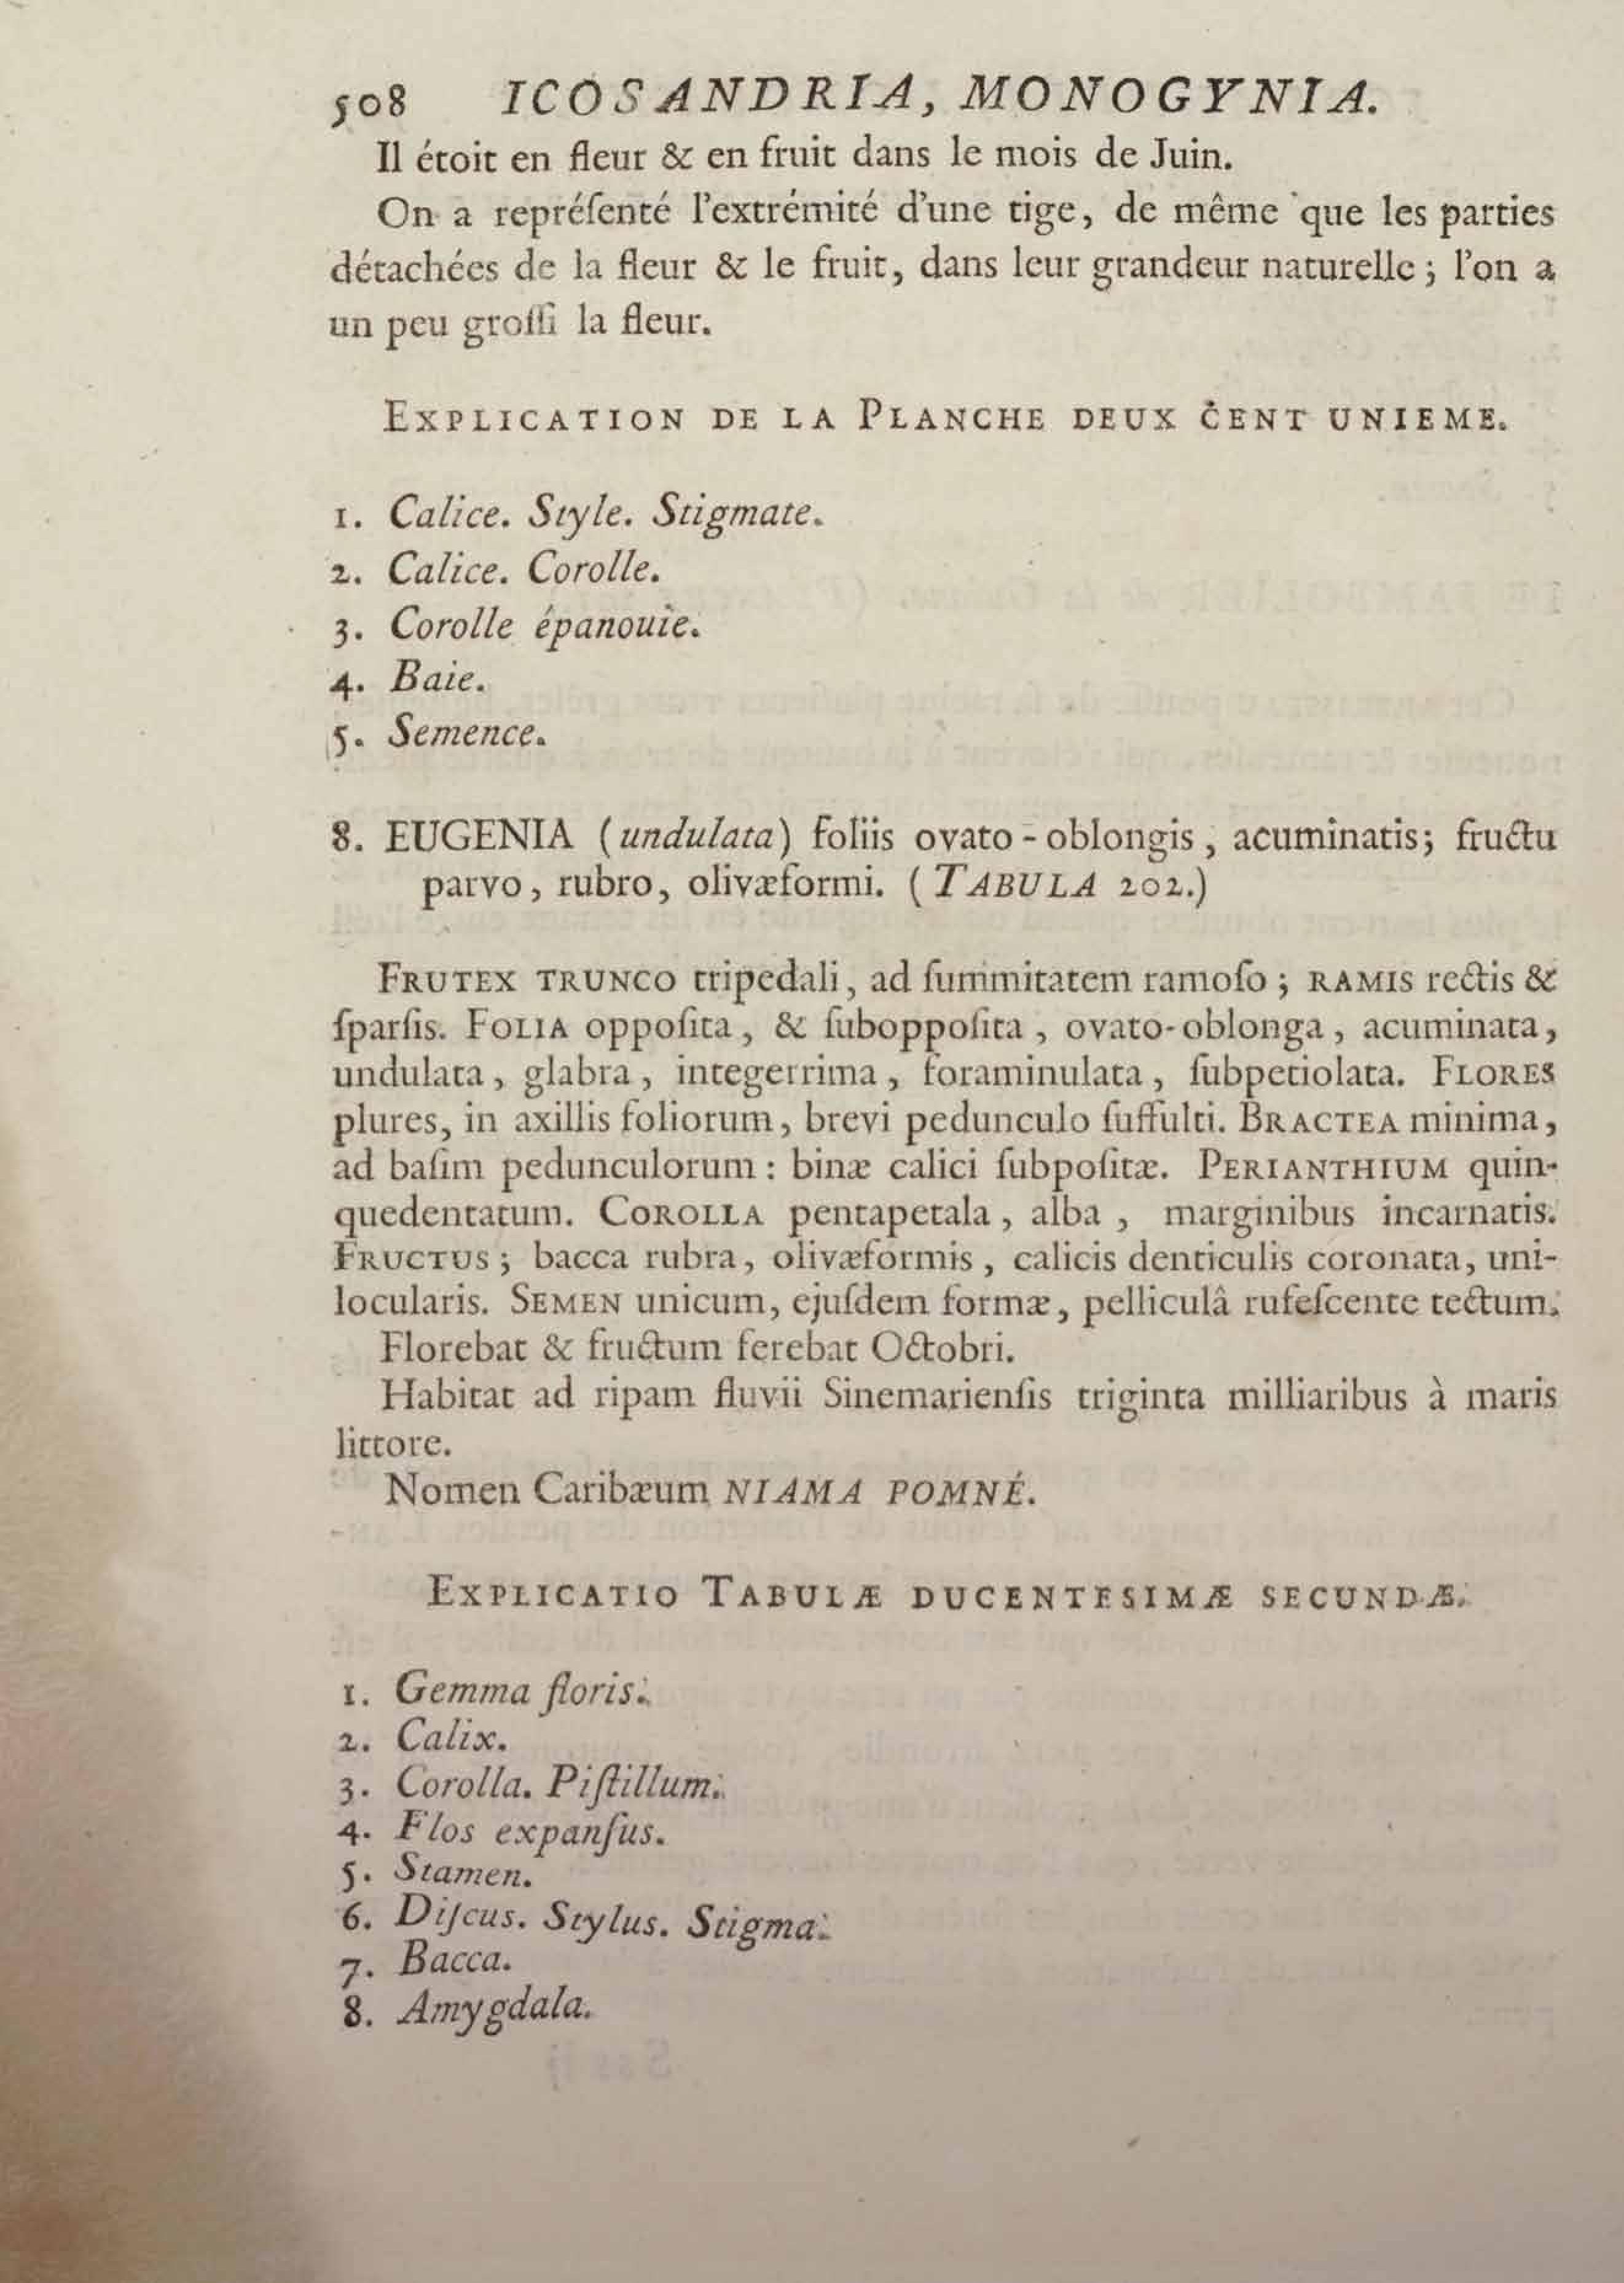 508 ICOSANDRIA, MONOGYNIA.
Il étoit en fleur & en fruit dans le mois de Juin.
On a repréſenté l'extrémité d'une tige, de même que les parties
détachées de la fleur & le fruit, dans leur grandeur naturelle; l'on a
un peu groſſi la fleur.
EXPLICATION DE LA PLANCHE DEUX CENT UNIEME.
1. Calice. Style. Stigmate.
2. Calice. Corolle.
3. Corolle épanouie.
4. Baie.
5. Semence.
8. EUGENIA (undulata) foliis ovato-oblongis, acuminatis; fructu
parvo, rubro, olivæformi. (TABULA 202.)
FRUTEX TRUNCO tripedali, ad ſummitatem ramoſo; RAMIS rectis &
ſparſis. FOLIA oppoſita, & ſuboppoſita, ovato-oblonga, acuminata,
undulata, glabra, integerrima, foraminulata, ſubpetiolata. FLORES
plures, in axillis foliorum, brevi pedunculo ſuffulti. BRACTEA minima,
ad baſim pedunculorum: binæ calici ſubpoſitæ. PERIANTHIUM quin-
quedentatum. COROLLA pentapetala, alba, marginibus incarnatis.
FRUCTUS; bacca rubra, olivæformis, calicis denticulis coronata, uni-
locularis. SEMEN unicum, ejuſdem formæ, pelliculâ rufeſcente tectum.
Florebat & fructum ferebat Octobri.
Habitat ad ripam fluvii Sinemarienſis triginta milliaribus à maris
littore.
Nomen Caribæum NIAMA POMNÉ.
EXPLICATIO TABULÆ DUCENTESIMÆ SECUNDÆ.
1. Gemma floris.
2. Calix.
3. Corolla. Piſtillum.
4. Flos expanſus.
5. Stamen.
6. Diſcus. Stylus. Stigma.
7. Bacca.
8. Amygdala.